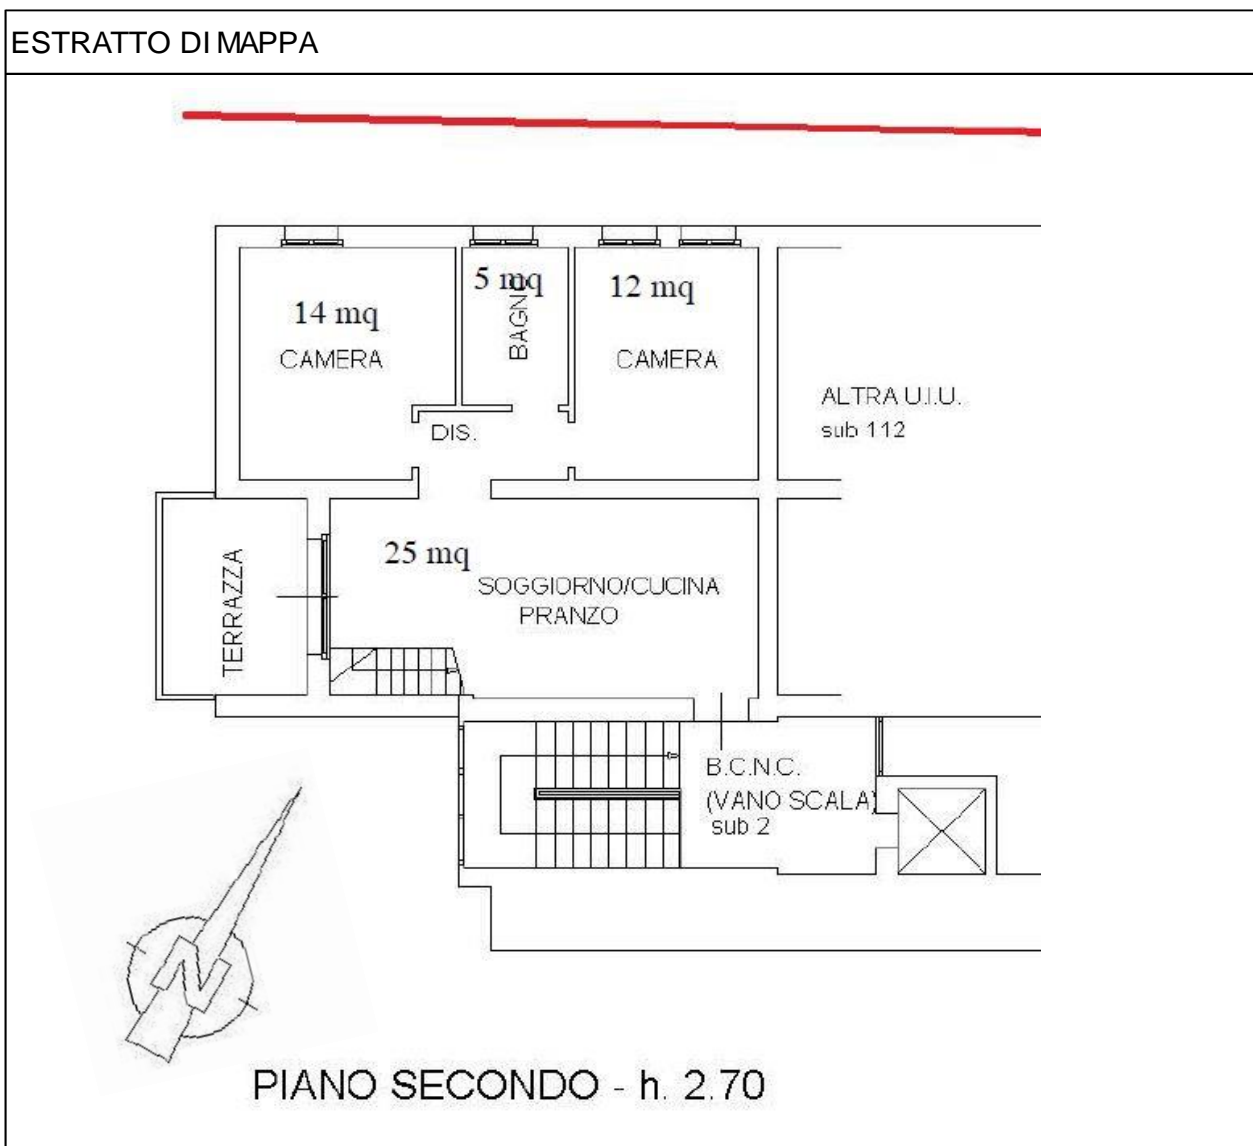 ESTRATTO DI MAPPA
5 mq
12 mq
14 mq
BAGNO
CAMERA
CAMERA
ALTRA U.I.U.
sub 112
DIS.
25 mq
TERRAZZA
SOGGIORNO/CUCINA
PRANZO
B.C.N.C.
(VANO SCALA)
sub 2
N
PIANO SECONDO - h. 2.70